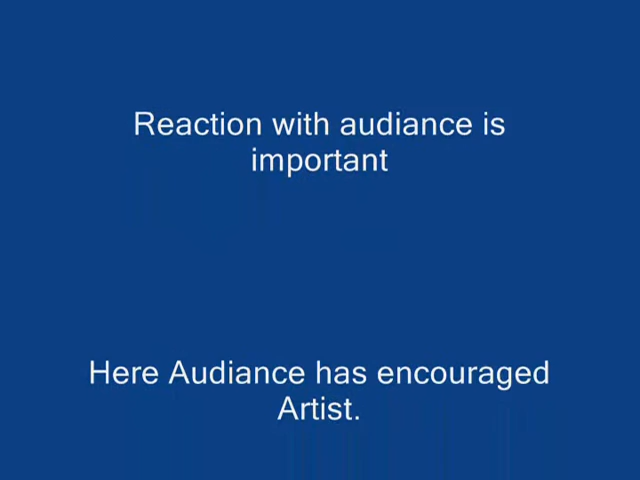 Reaction with audiance is
important
Here Audiance has encouraged
Artist.